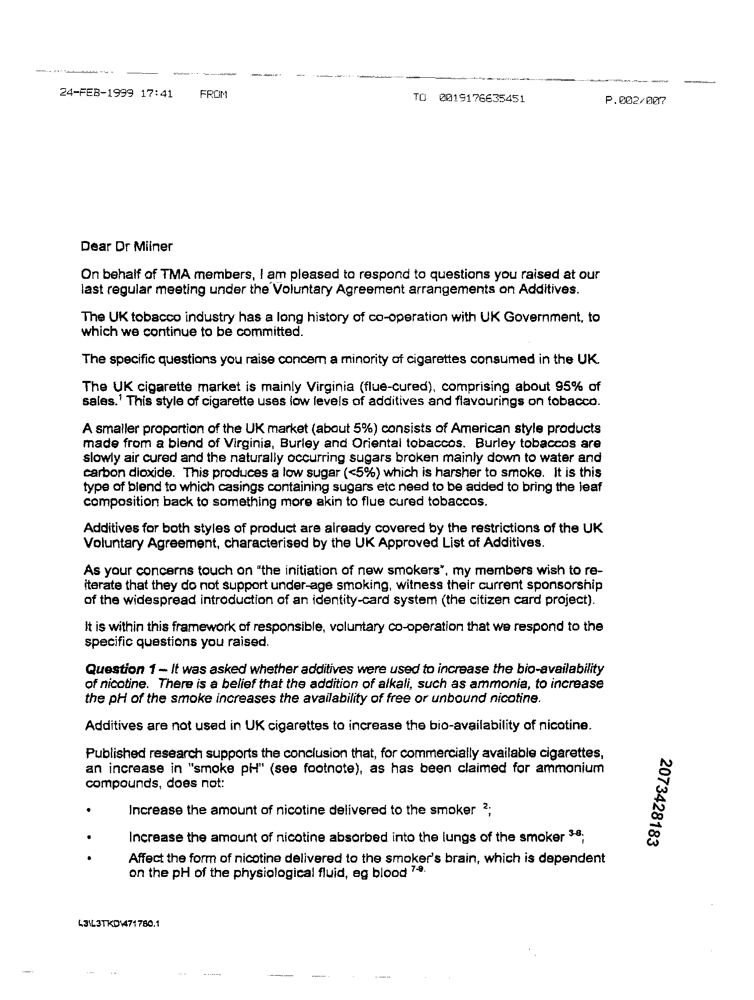 24-FEB-1999 17:41 FROM TO 0019176635451 P.002/007
Dear Dr Milner
On behalf of TMA members, I am pleased to respond to questions you raised at our
last regular meeting under the Voluntary Agreement arrangements on Additives.
The UK tobacco industry has a long history of co-operation with UK Government, to
which we continue to be committed.
The specific questions you raise concern a minority of cigarettes consumed in the UK.
The UK cigarette market is mainly Virginia (flue-cured), comprising about 95% of
sales.¹ This style of cigarette uses low levels of additives and flavourings on tobacco.
A smaller proportion of the UK market (about 5%) consists of American style products
made from a blend of Virginia, Burley and Oriental tobaccos. Burley tobaccos are
slowly air cured and the naturally occurring sugars broken mainly down to water and
carbon dioxide. This produces a low sugar (<5%) which is harsher to smoke. It is this
type of blend to which casings containing sugars etc need to be added to bring the leaf
composition back to something more akin to flue cured tobaccos.
Additives for both styles of product are already covered by the restrictions of the UK
Voluntary Agreement, characterised by the UK Approved List of Additives.
As your concerns touch on "the initiation of new smokers", my members wish to re-
iterate that they do not support under-age smoking, witness their current sponsorship
of the widespread introduction of an identity-card system (the citizen card project).
It is within this framework of responsible, voluntary co-operation that we respond to the
specific questions you raised.
Question 1 – It was asked whether additives were used to increase the bio-availability
of nicotine. There is a belief that the addition of alkali, such as ammonia, to increase
the pH of the smoke increases the availability of free or unbound nicotine.
Additives are not used in UK cigarettes to increase the bio-availability of nicotine.
Published research supports the conclusion that, for commercially available cigarettes,
an increase in "smoke pH" (see footnote), as has been claimed for ammonium
compounds, does not:
• Increase the amount of nicotine delivered to the smoker ²;
• Increase the amount of nicotine absorbed into the lungs of the smoker ³⁻⁶;
• Affect the form of nicotine delivered to the smoker's brain, which is dependent
on the pH of the physiological fluid, eg blood ⁷⁻⁹.
2073428183
L3\L3TKD\471780.1